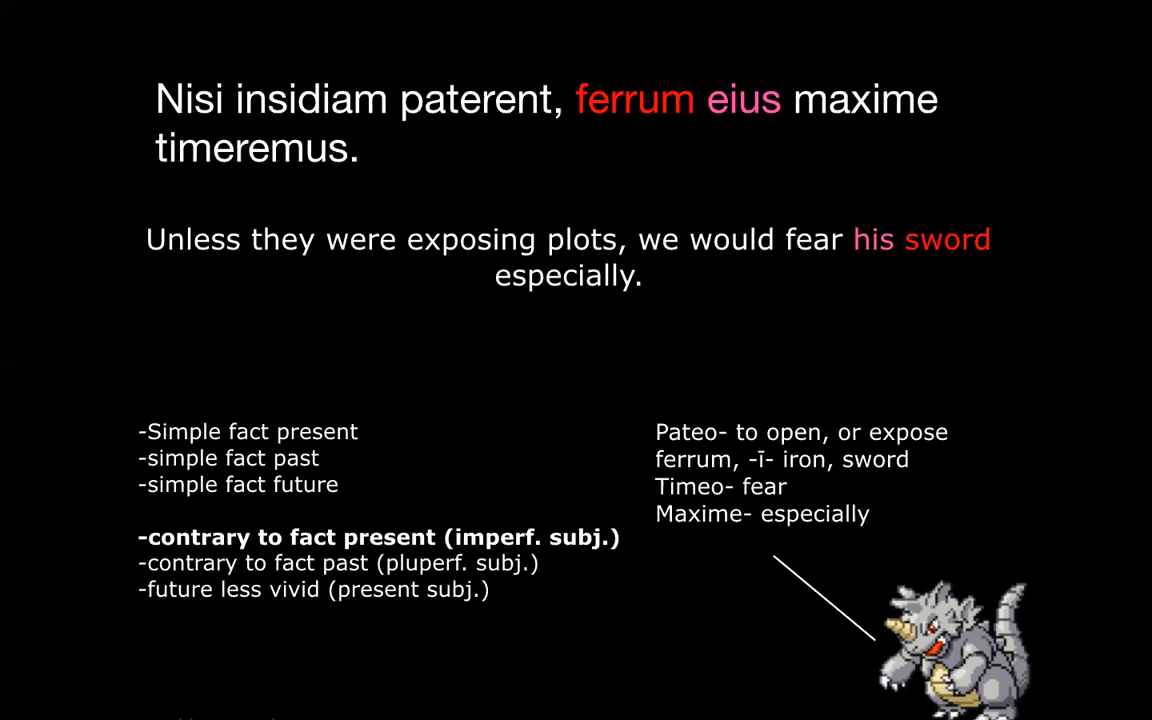 Nisi insidiam paterent, ferrum eius maxime
timeremus.
Unless they were exposing plots, we would fear his sword
especially.
-Simple fact present
-simple fact past
-simple fact future
-contrary to fact present (imperf. subj.)
-contrary to fact past (pluperf. subj.)
-future less vivid (present subj.)
Pateo- to open, or expose
ferrum, -ī- iron, sword
Timeo- fear
Maxime- especially